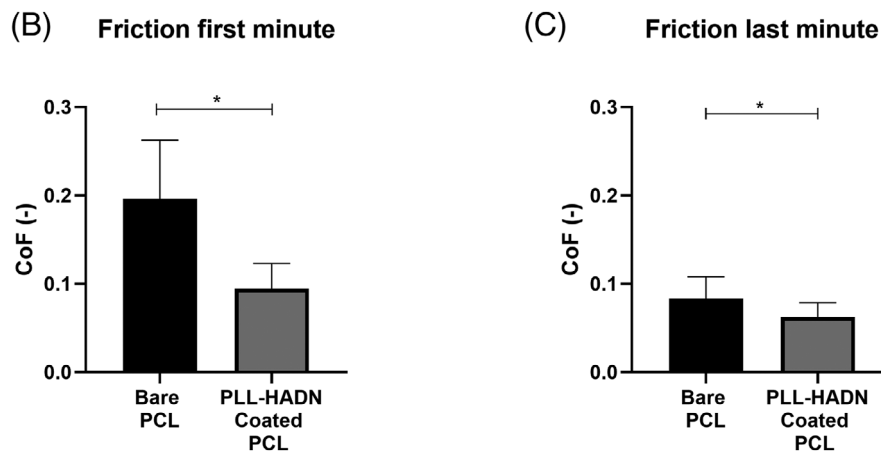 (B) Friction first minute
0.3
0.2
0.1
0.0
CoF (-)
*
Bare
PCL
PLL-HADN
Coated
PCL
(C) Friction last minute
0.3
0.2
0.1
0.0
CoF (-)
*
Bare
PCL
PLL-HADN
Coated
PCL